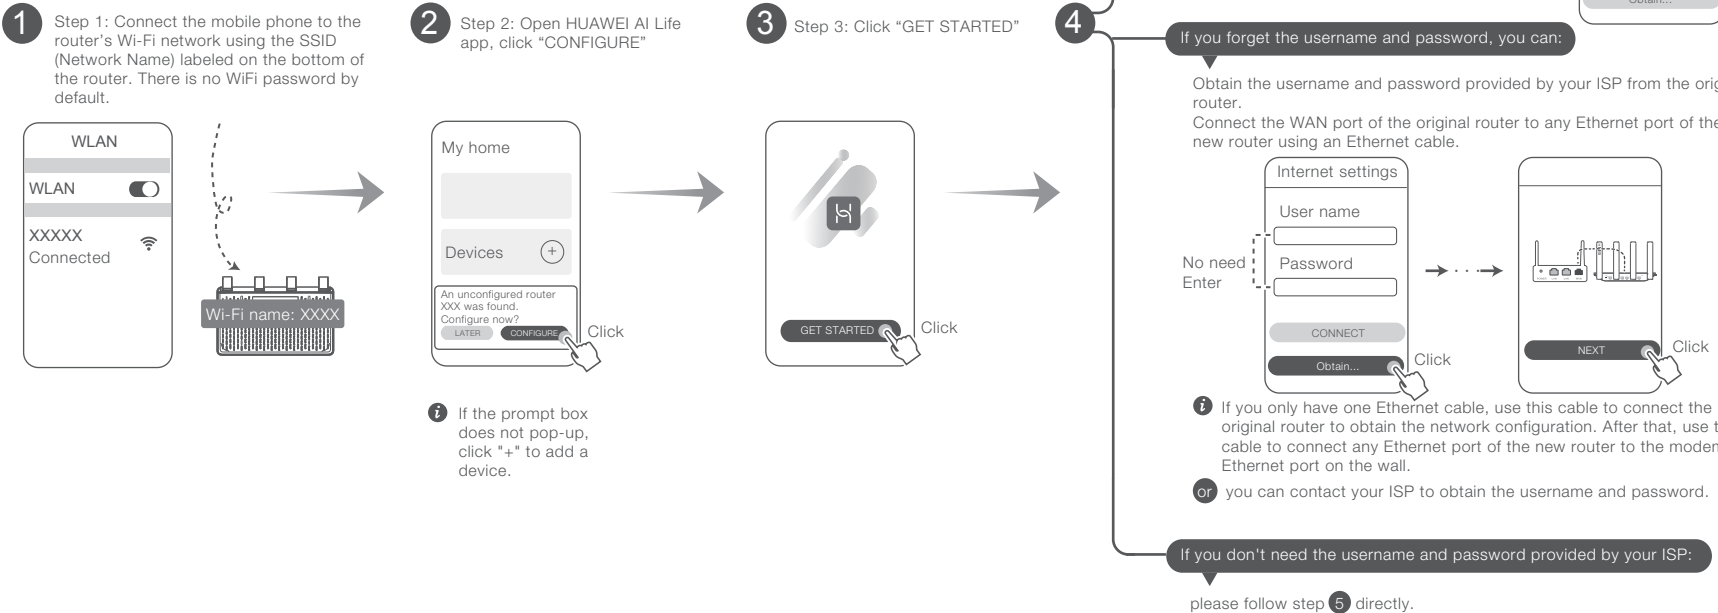 1
Step 1: Connect the mobile phone to the
router's Wi-Fi network using the SSID
(Network Name) labeled on the bottom of
the router. There is no WiFi password by
default.
WLAN
WLAN
XXXXX
Connected
Wi-Fi name: XXXX
2
Step 2: Open HUAWEI AI Life
app, click “CONFIGURE”
My home
Devices
+
An unconfigured router
XXX was found.
Configure now?
LATER
CONFIGURE
Click
i If the prompt box
does not pop-up,
click "+" to add a
device.
3
Step 3: Click “GET STARTED”
GET STARTED
Click
4
Obtain...
If you forget the username and password, you can:
Obtain the username and password provided by your ISP from the
router.
Connect the WAN port of the original router to any Ethernet port of the
new router using an Ethernet cable.
Internet settings
User name
Password
No need
Enter
CONNECT
Obtain...
Click
NEXT
Click
i If you only have one Ethernet cable, use this cable to connect the
original router to obtain the network configuration. After that, use
cable to connect any Ethernet port of the new router to the modem
Ethernet port on the wall.
or you can contact your ISP to obtain the username and password.
If you don't need the username and password provided by your ISP:
please follow step 5 directly.